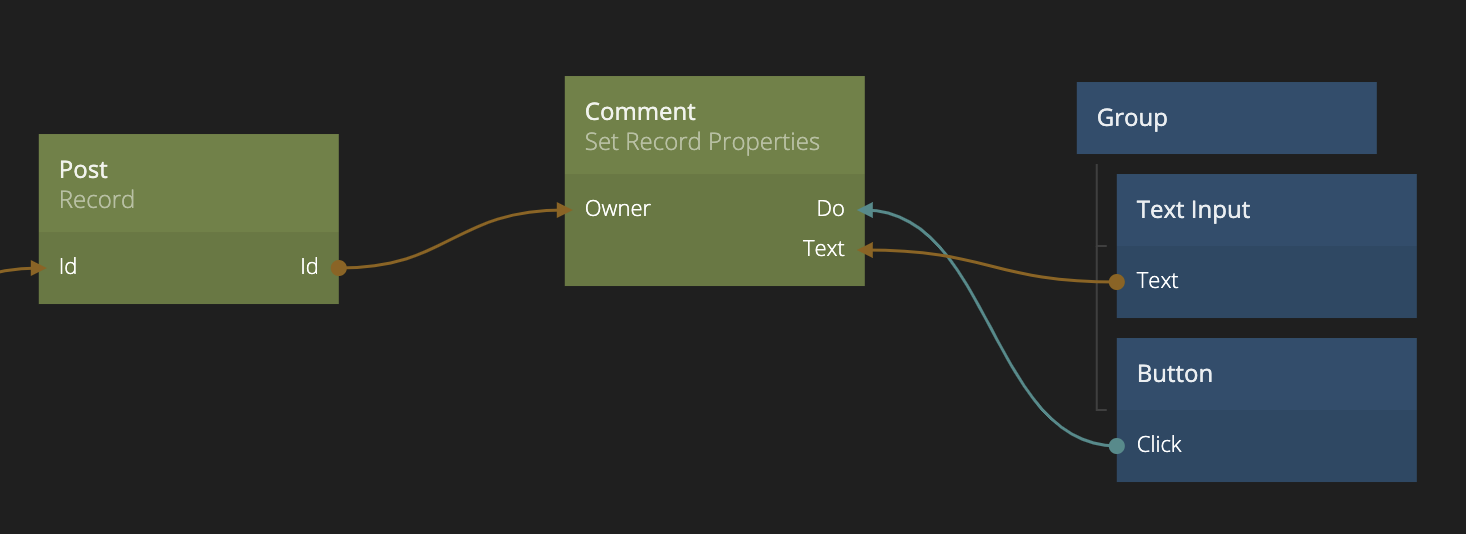 Post
Record
Id
Id
Comment
Set Record Properties
Owner
Do
Text
Group
Text Input
Text
Button
Click